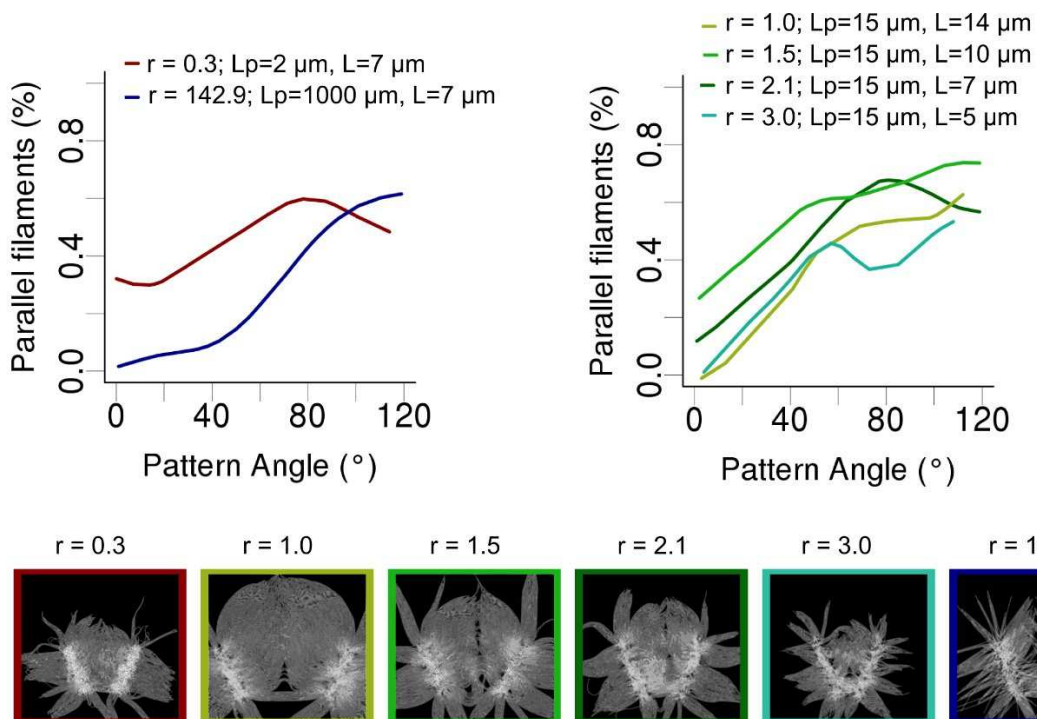 r = 0.3; Lp=2 µm, L=7 µm
r = 142.9; Lp=1000 µm, L=7 µm
Parallel filaments (%)
0.8
0.4
0.0
0 40 80 120
Pattern Angle (°)
r = 1.0; Lp=15 µm, L=14 µm
r = 1.5; Lp=15 µm, L=10 µm
r = 2.1; Lp=15 µm, L=7 µm
r = 3.0; Lp=15 µm, L=5 µm
Parallel filaments (%)
0.8
0.4
0.0
0 40 80 120
Pattern Angle (°)
r = 0.3 r = 1.0 r = 1.5 r = 2.1 r = 3.0 r = 1